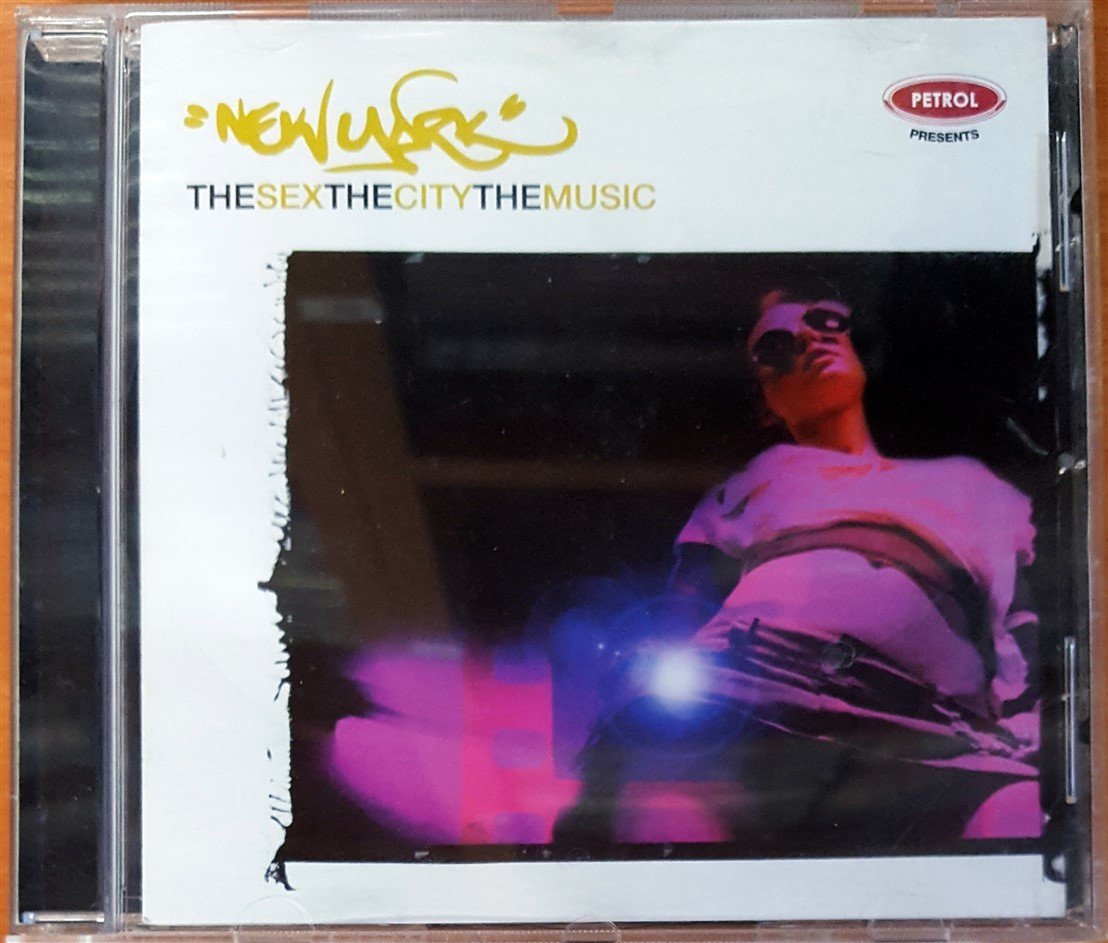 "NEW YORK"
PETROL
PRESENTS
THESEXTHECITYTHEMUSIC